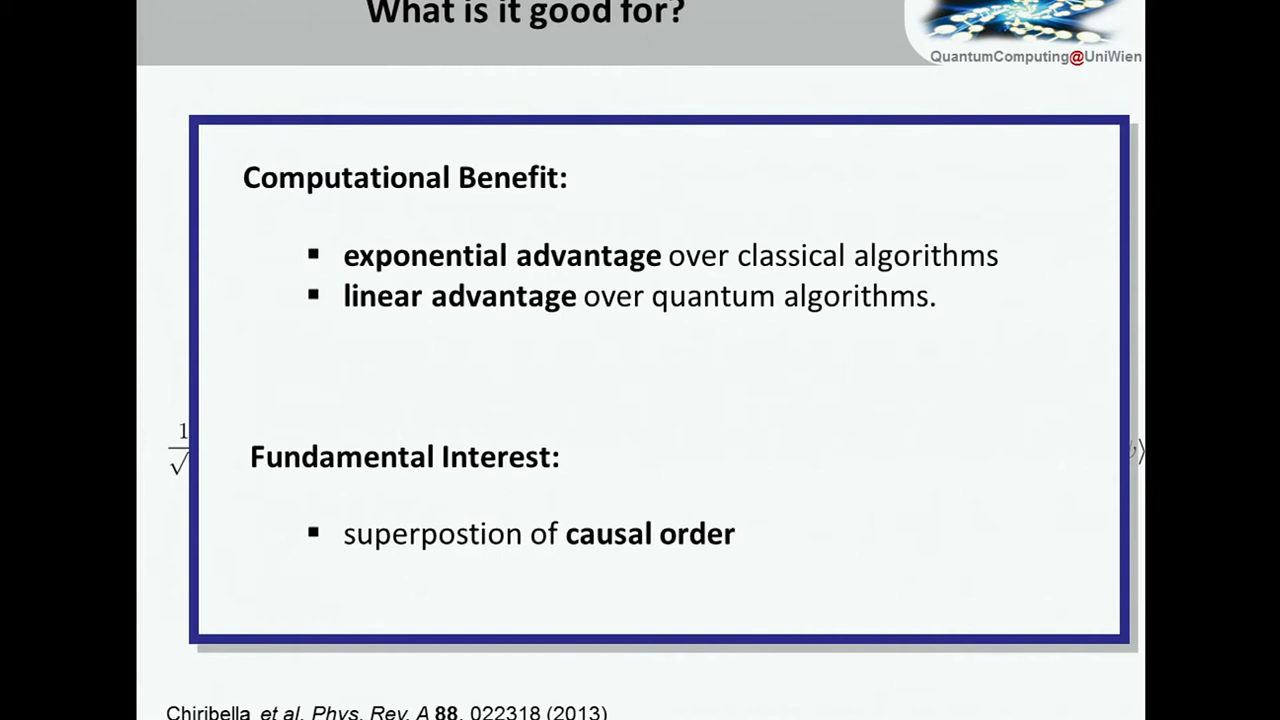 What is it good for?
QuantumComputing@UniWien
Computational Benefit:
▪ exponential advantage over classical algorithms
▪ linear advantage over quantum algorithms.
1
√
Fundamental Interest:
▪ superpostion of causal order
Chiribella et al. Phys. Rev. A 88, 022318 (2013)